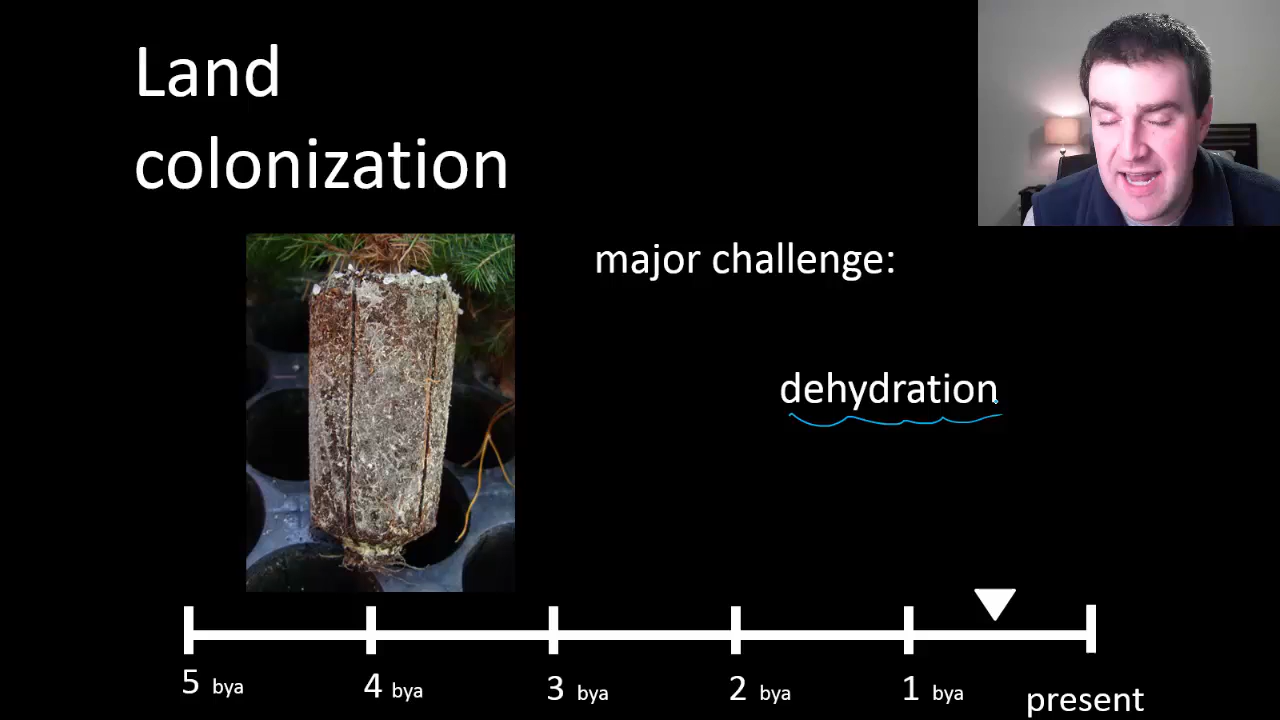 Land
colonization
major challenge:
dehydration
5 bya 4 bya 3 bya 2 bya 1 bya present